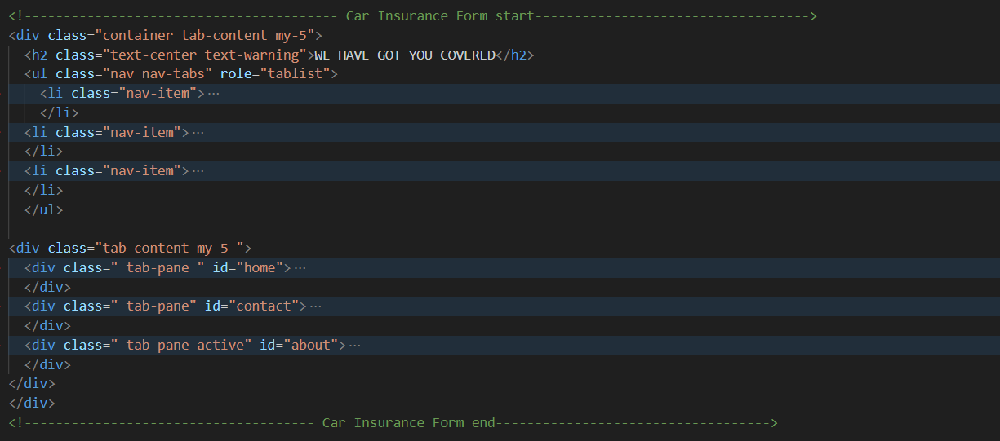 <!---------------------------------------- Car Insurance Form start----------------------------------->
<div class="container tab-content my-5">
<h2 class="text-center text-warning">WE HAVE GOT YOU COVERED</h2>
<ul class="nav nav-tabs" role="tablist">
<li class="nav-item">···
</li>
<li class="nav-item">···
</li>
<li class="nav-item">···
</li>
</ul>
<div class="tab-content my-5 ">
<div class=" tab-pane " id="home">···
</div>
<div class=" tab-pane" id="contact">···
</div>
<div class=" tab-pane active" id="about">···
</div>
</div>
</div>
<!------------------------------------- Car Insurance Form end----------------------------------->